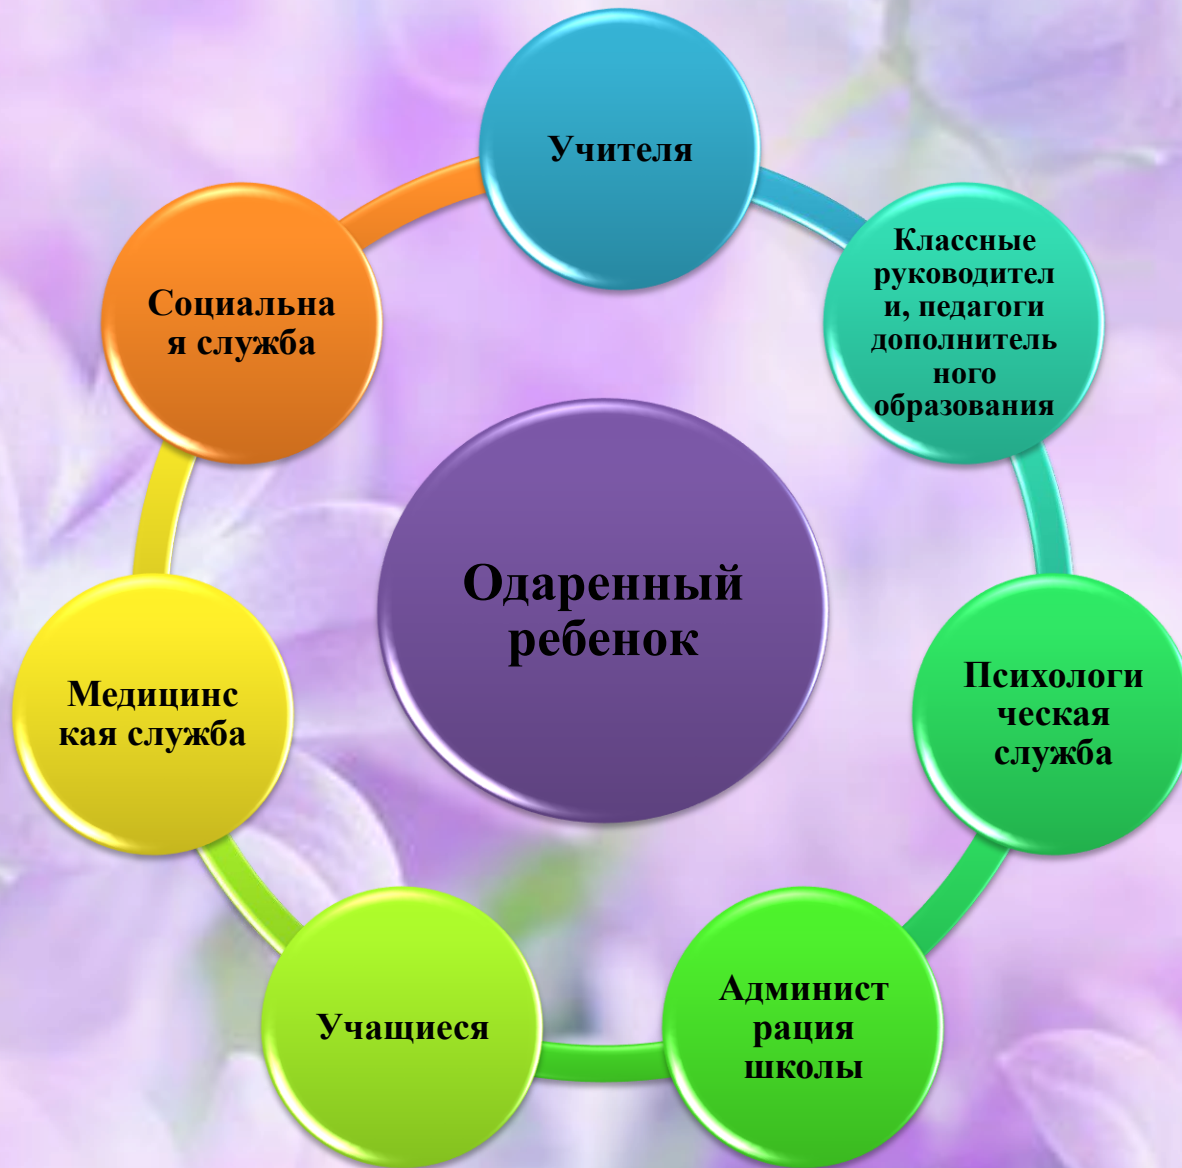 Учителя
Классные
руководител
и, педагоги
дополнитель
ного
образования
Психологи
ческая
служба
Админист
рация
школы
Учащиеся
Медицинс
кая служба
Социальна
я служба
Одаренный
ребенок